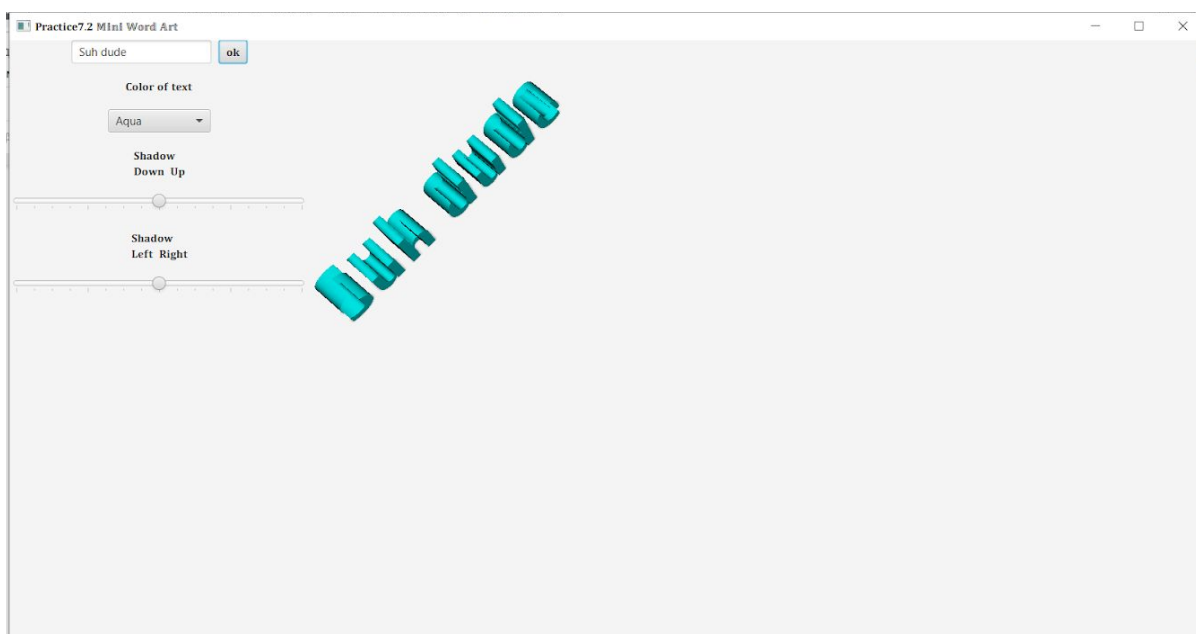 Practice7.2 MInI Word Art
Suh dude
ok
Color of text
Aqua
Shadow
Down Up
Shadow
Left Right
Suh dude